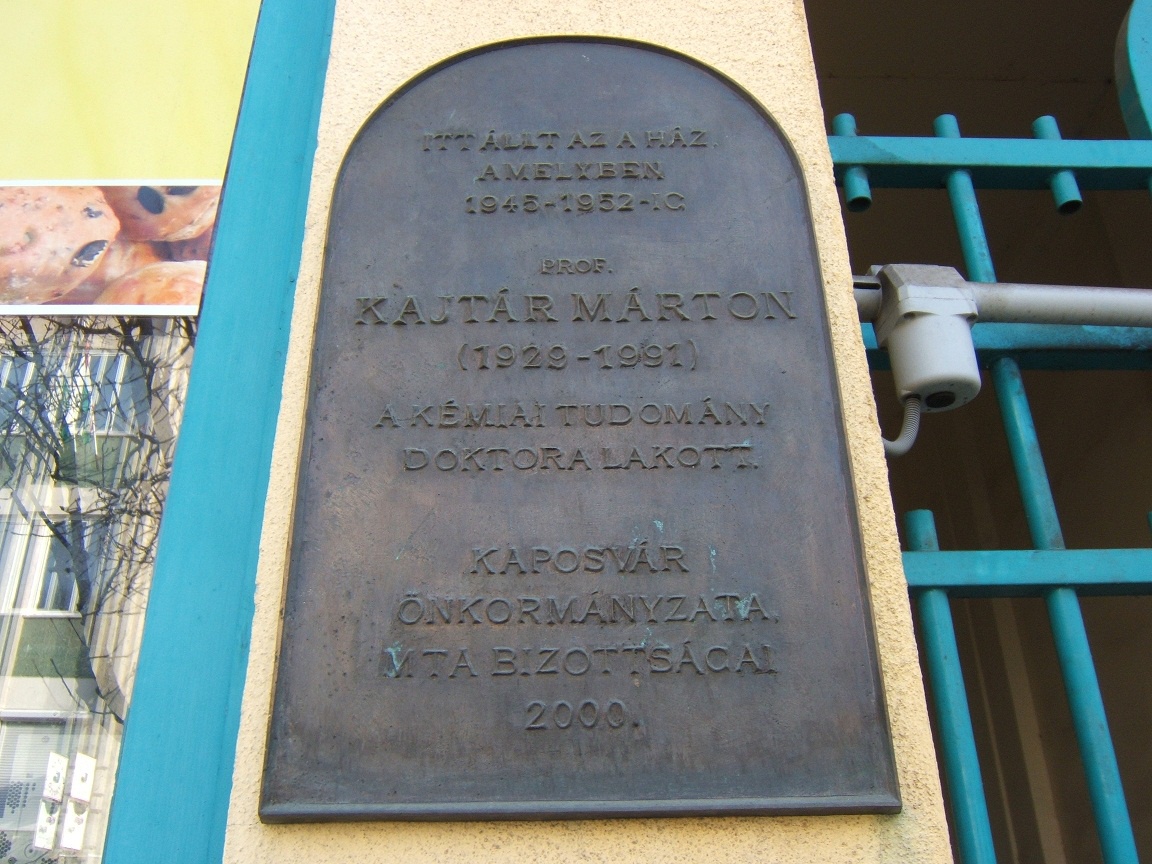 ITT ÁLLT AZ A HÁZ,
AMELYBEN
1945-1952-IG
PROF.
KAJTÁR MÁRTON
(1929-1991)
A KÉMIAI TUDOMÁNY
DOKTORA LAKOTT.
KAPOSVÁR
ÖNKORMÁNYZATA,
MTA BIZOTTSÁGAI
2000.